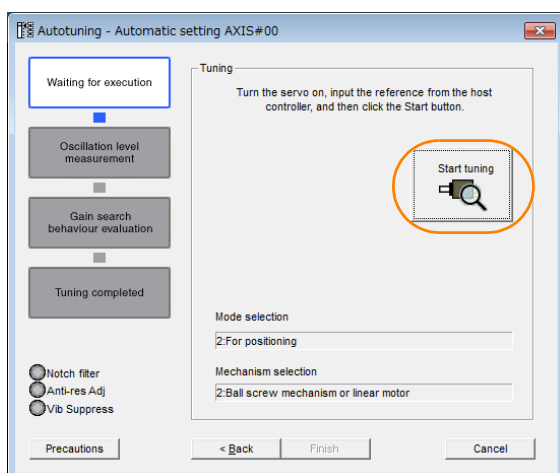 Autotuning - Automatic setting AXIS#00
Waiting for execution
Oscillation level
measurement
Gain search
behaviour evaluation
Tuning completed
Notch filter
Anti-res Adj
Vib Suppress
Tuning
Turn the servo on, input the reference from the host
controller, and then click the Start button.
Start tuning
Mode selection
2:For positioning
Mechanism selection
2:Ball screw mechanism or linear motor
Precautions
< Back
Finish
Cancel